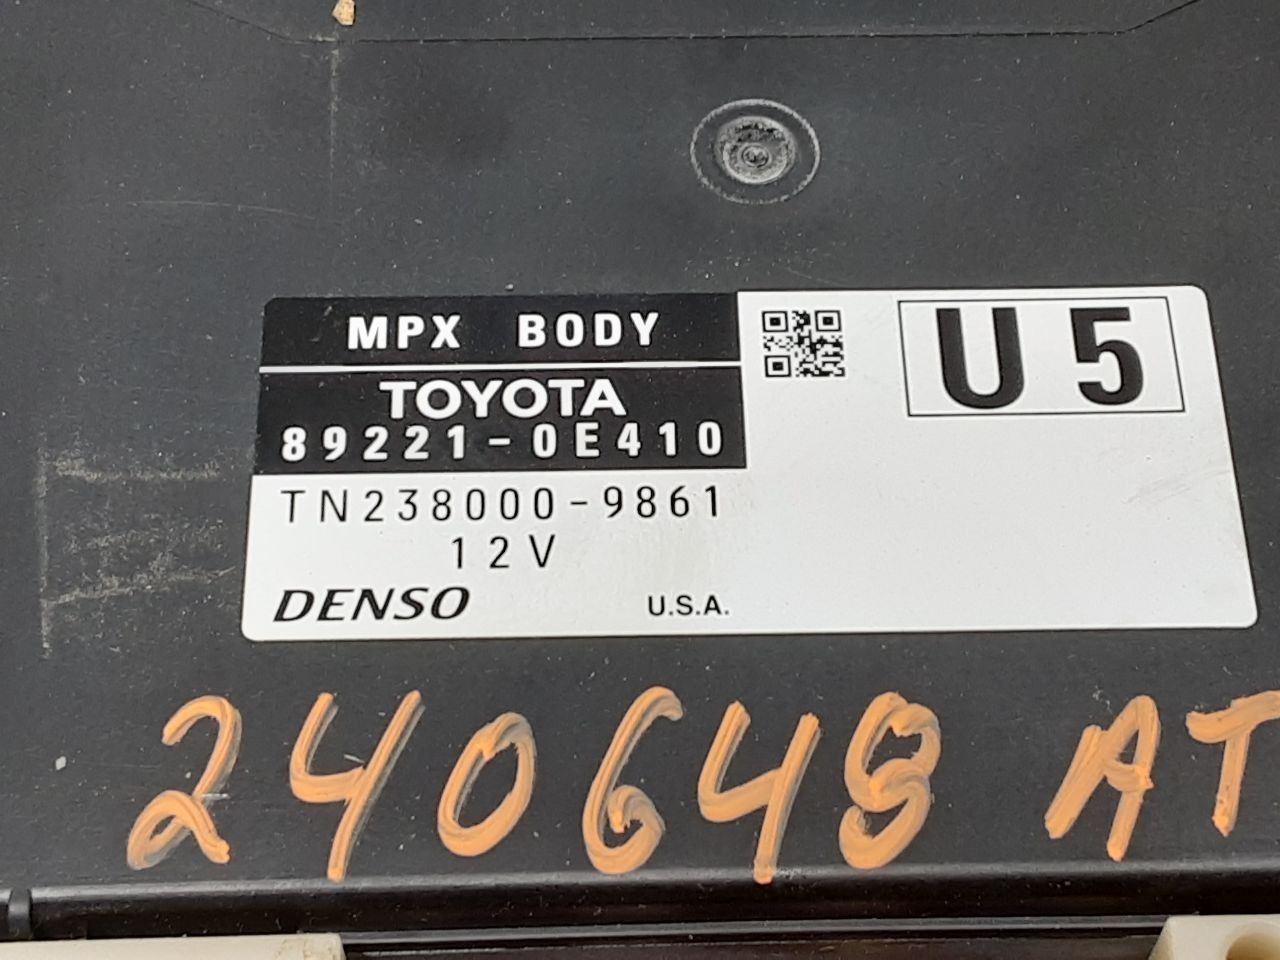 MPX BODY
TOYOTA
89221-0E410
U5
TN238000-9861
12V
DENSO
U.S.A.
240648 AT